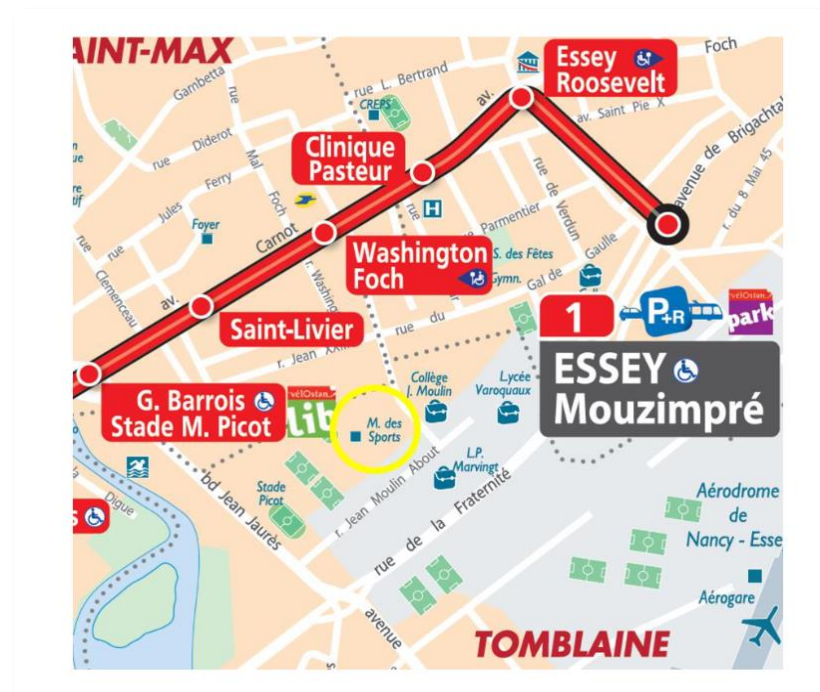 AINT-MAX
Gambetta
rue
rue L. Bertrand
CREPS
av.
Essey
Roosevelt
Foch
av. Saint Pie X
avenue de Brigachtal
r. du 8 Mai 45
rue Diderot
Mal
Foch
Clinique
Pasteur
rue Jules Ferry
Foyer
Carnot
av.
H
rue
Parmentier
rue de Verdun
Washington
Foch
S. des Fêtes
Gymn.
rue du Gal de Gaulle
rue
Clemenceau
r. Washington
Saint-Livier
r. Jean XXIII
1
P+R
vélOstan
park
ESSEY
Mouzimpré
G. Barrois
Stade M. Picot
vélOstan
lib
Collège
J. Moulin
Lycée
Varoquaux
M. des
Sports
L.P.
Marvingt
Stade
Picot
r. Jean Moulin About
bd Jean Jaurès
rue de la Fraternité
Digue
S
Aérodrome
de
Nancy - Esse
Aérogare
avenue
TOMBLAINE